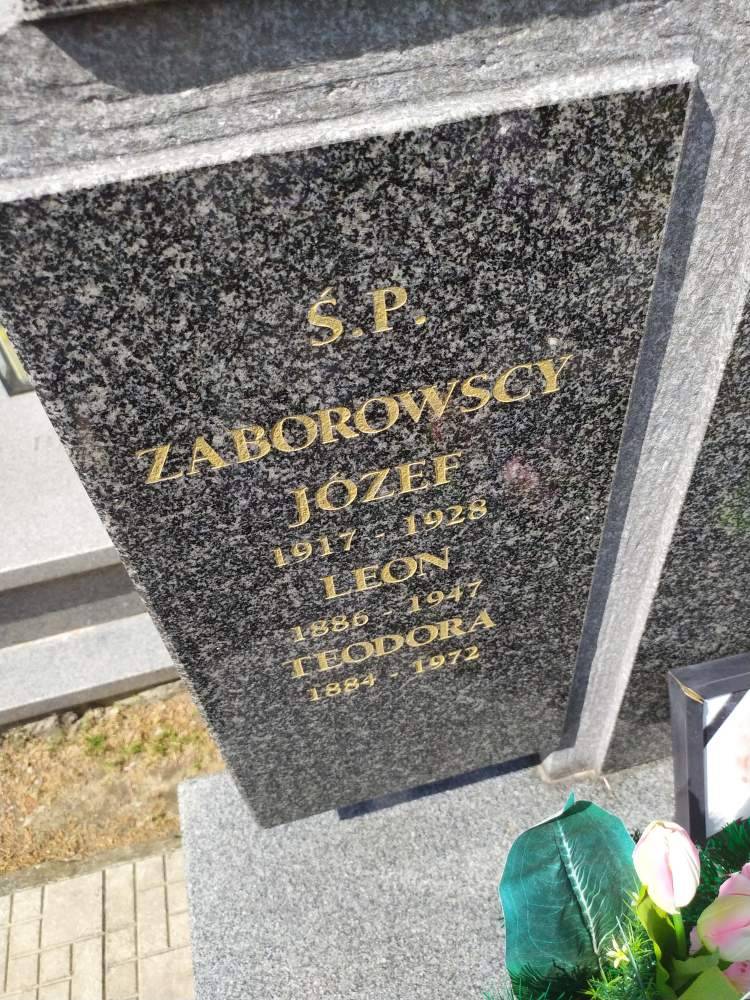 Ś.P.
ZABOROWSCY
JÓZEF
1917 - 1928
LEON
1886 - 1947
TEODORA
1884 - 1972